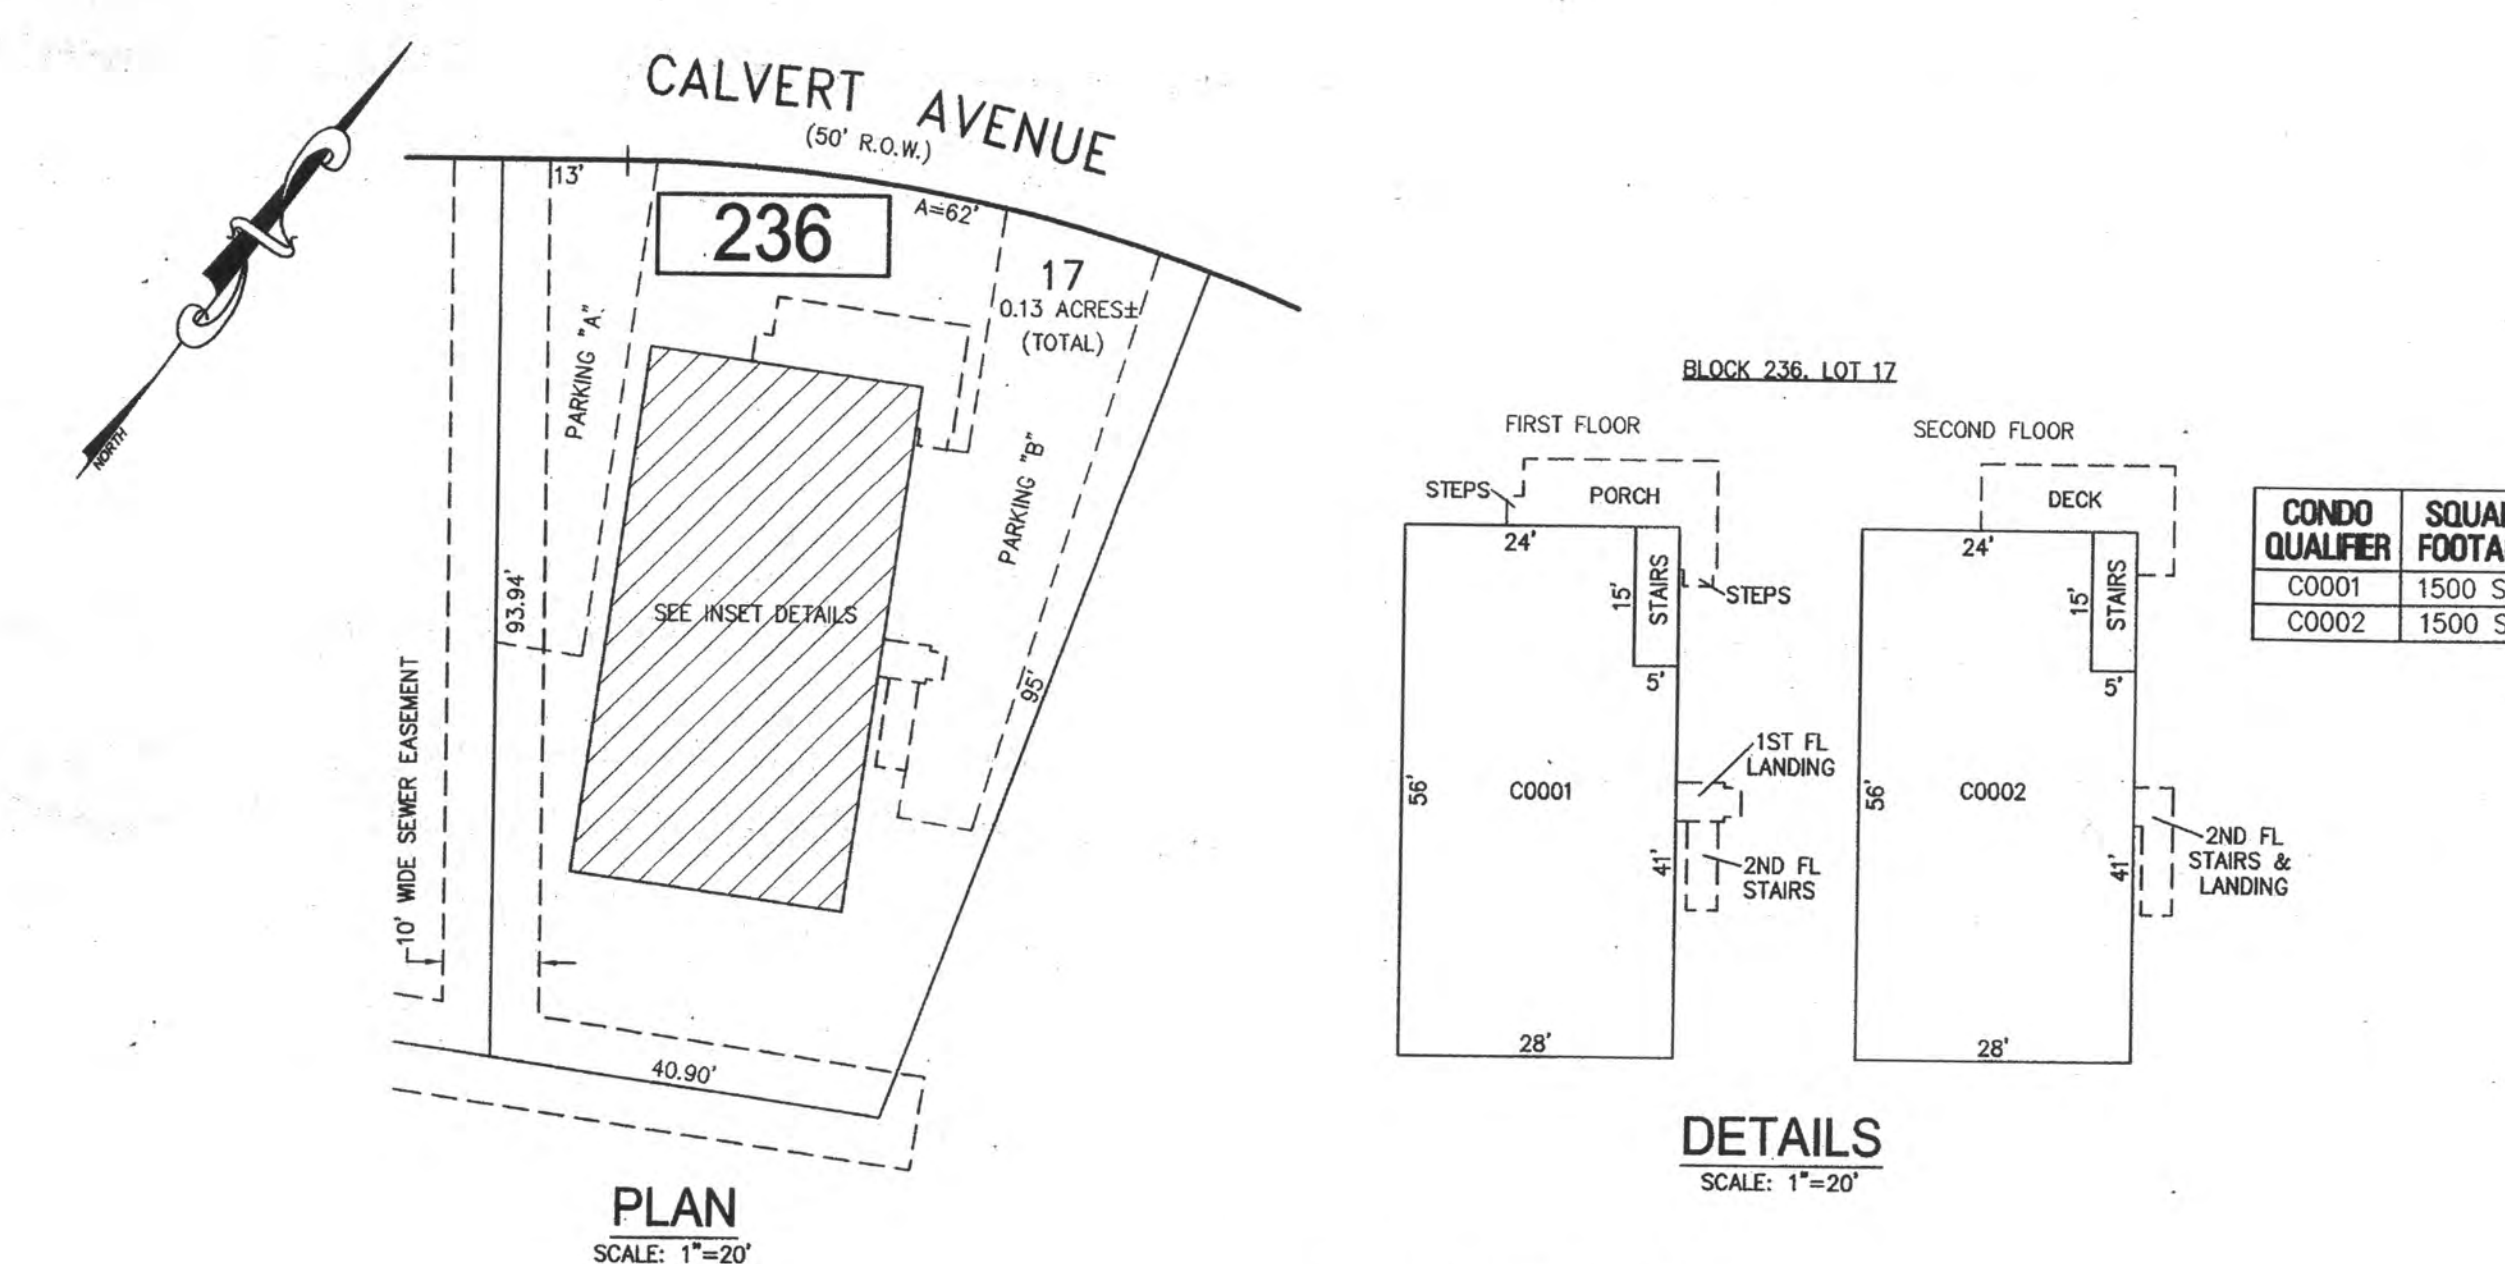 CALVERT AVENUE
(50' R.O.W.)
13'
236
A=62'
17
0.13 ACRES±
(TOTAL)
PARKING "A"
PARKING "B"
NORTH
93.94'
SEE INSET DETAILS
95'
10' WIDE SEWER EASEMENT
40.90'
PLAN
SCALE: 1"=20'
BLOCK 236, LOT 17
FIRST FLOOR
STEPS
PORCH
24'
STAIRS
15'
STEPS
5'
1ST FL
LANDING
56'
C0001
41'
2ND FL
STAIRS
28'
SECOND FLOOR
DECK
24'
STAIRS
15'
5'
56'
C0002
41'
2ND FL
STAIRS &
LANDING
28'
DETAILS
SCALE: 1"=20'
CONDO
QUALIFIER
C0001 1500
C0002 1500